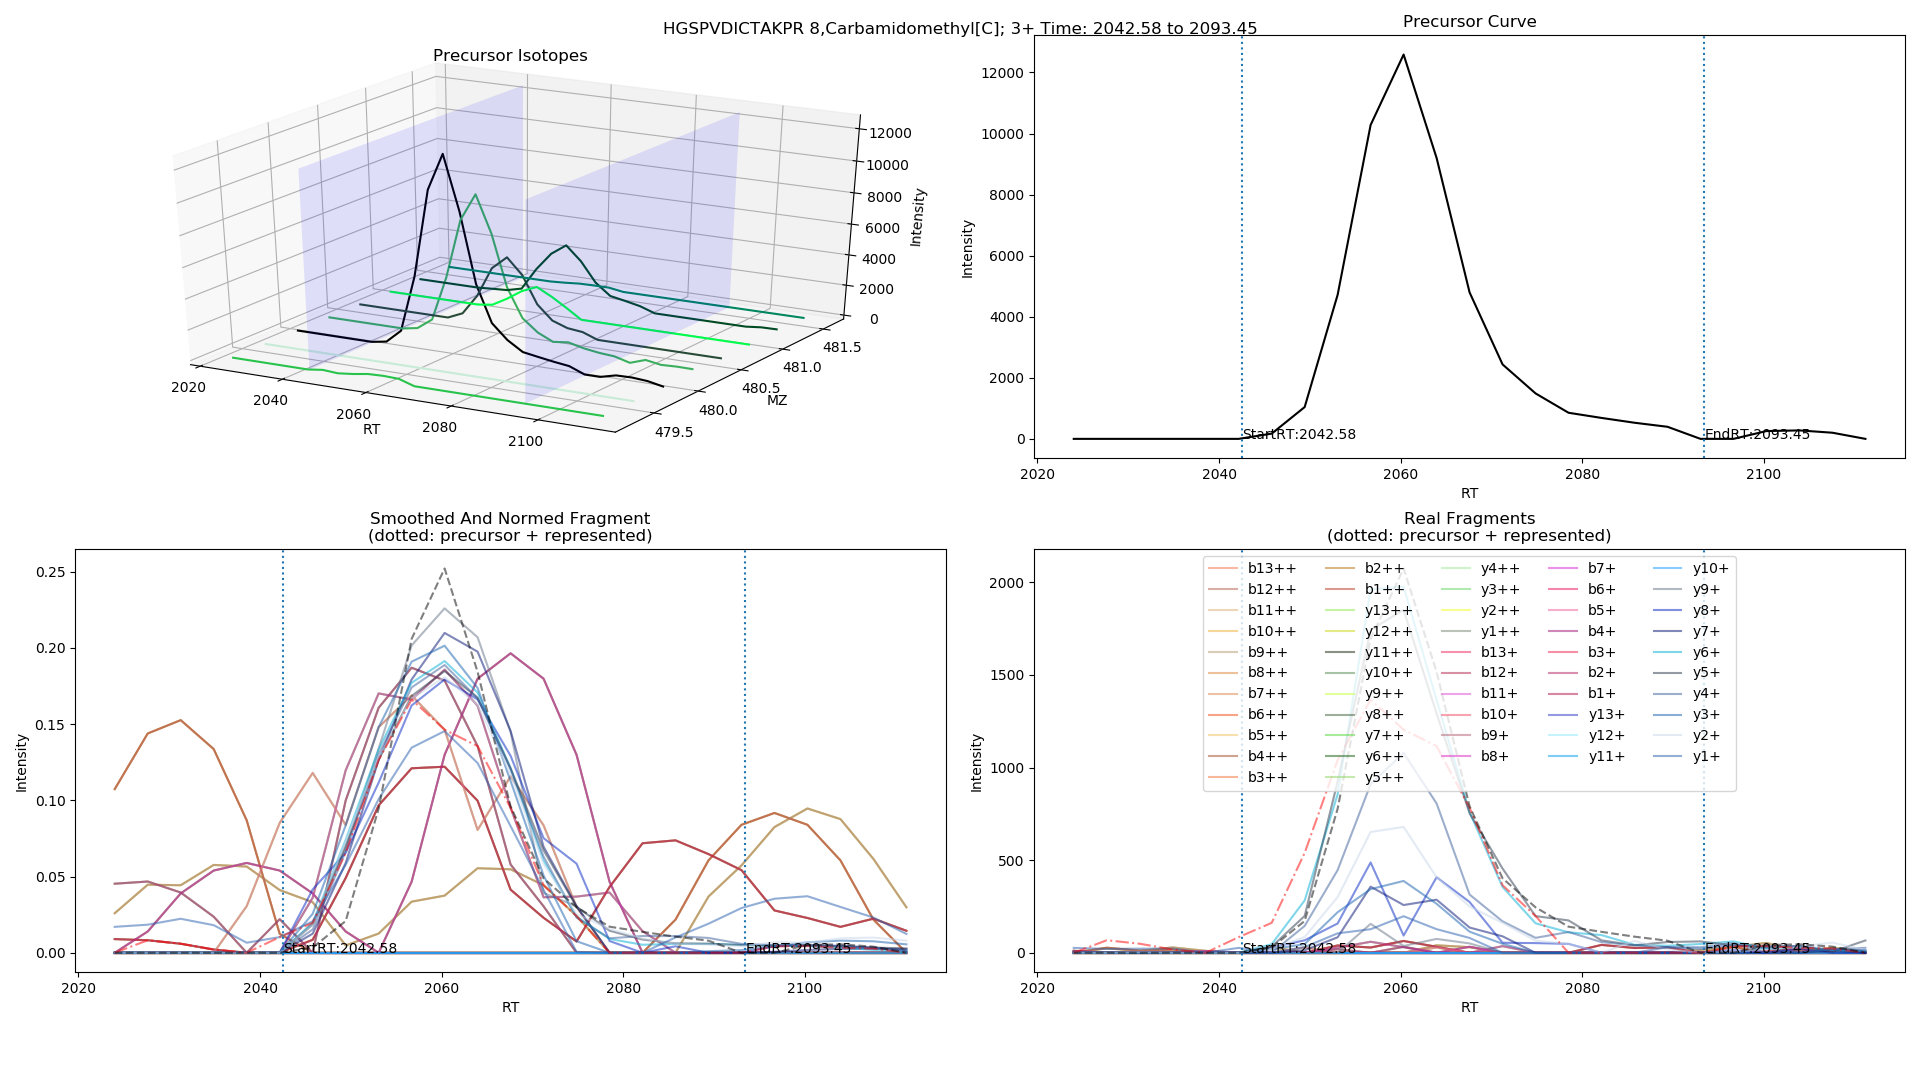 HGSPVDICTAKPR 8,Carbamidomethyl[C]; 3+ Time: 2042.58 to 2093.45
Precursor Isotopes
12000
10000
8000
6000
4000
2000
0
Intensity
2020
2040
2060
2080
2100
RT
479.5
480.0
480.5
481.0
481.5
MZ
Precursor Curve
12000
10000
8000
6000
4000
2000
0
Intensity
StartRT:2042.58
EndRT:2093.45
2020
2040
2060
2080
2100
RT
Smoothed And Normed Fragment
(dotted: precursor + represented)
0.25
0.20
0.15
0.10
0.05
0.00
Intensity
StartRT:2042.58
EndRT:2093.45
2020
2040
2060
2080
2100
RT
Real Fragments
(dotted: precursor + represented)
2000
1500
1000
500
0
Intensity
b13++
b12++
b11++
b10++
b9++
b8++
b7++
b6++
b5++
b4++
b3++
b2++
b1++
y13++
y12++
y11++
y10++
y9++
y8++
y7++
y6++
y5++
y4++
y3++
y2++
y1++
b13+
b12+
b11+
b10+
b9+
b8+
b7+
b6+
b5+
b4+
b3+
b2+
b1+
y13+
y12+
y11+
y10+
y9+
y8+
y7+
y6+
y5+
y4+
y3+
y2+
y1+
StartRT:2042.58
EndRT:2093.45
2020
2040
2060
2080
2100
RT